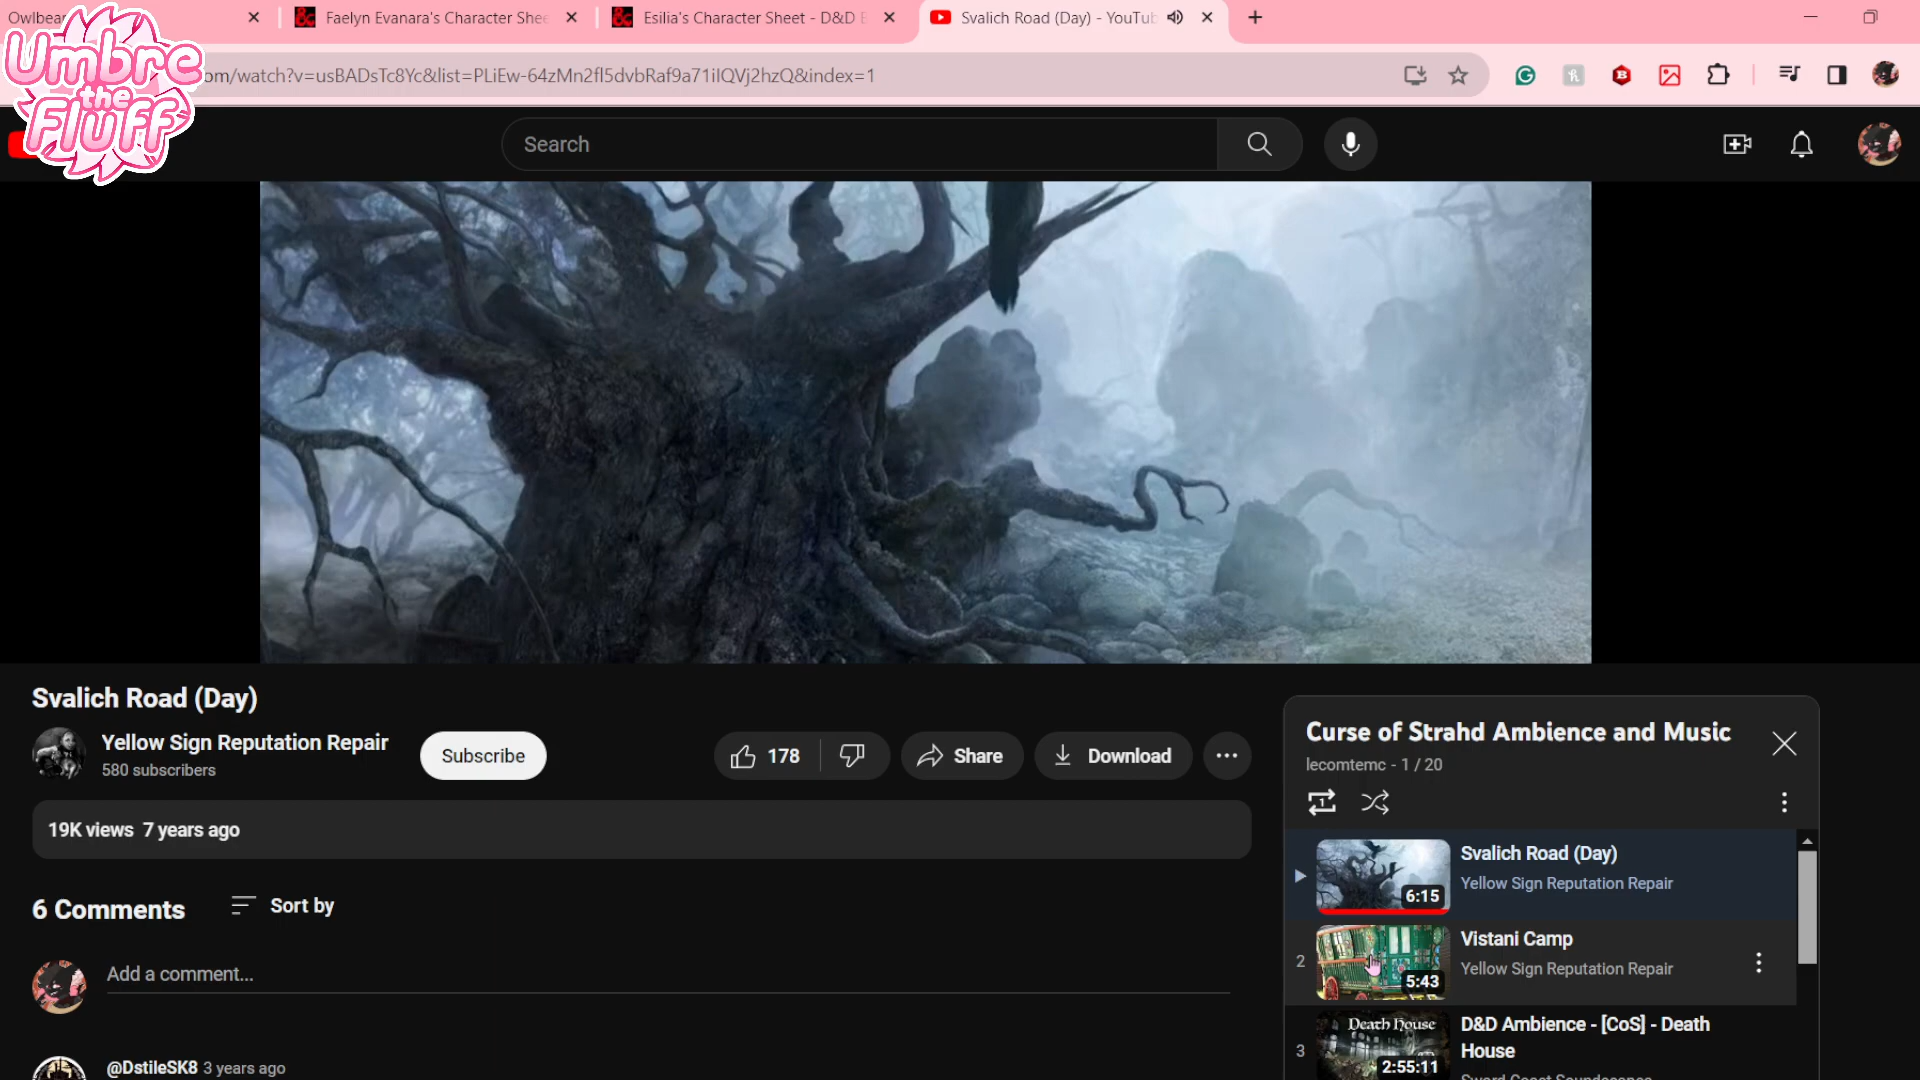 Owlbear
Faelyn Evanara's Character Shee
Esilia's Character Sheet - D&D B
Svalich Road (Day) - YouTub
Umbre
the
Fluff
om/watch?v=usBADsTc8Yc&list=PLiEw-64zMn2fl5dvbRaf9a71iIQVj2hzQ&index=1
Search
Svalich Road (Day)
Yellow Sign Reputation Repair
580 subscribers
Subscribe
178
Share
Download
19K views 7 years ago
6 Comments
Sort by
Add a comment...
@DstileSK8 3 years ago
Curse of Strahd Ambience and Music
lecomtemc - 1 / 20
6:15
Svalich Road (Day)
Yellow Sign Reputation Repair
2
5:43
Vistani Camp
Yellow Sign Reputation Repair
3
Death House
2:55:11
D&D Ambience - [CoS] - Death
House